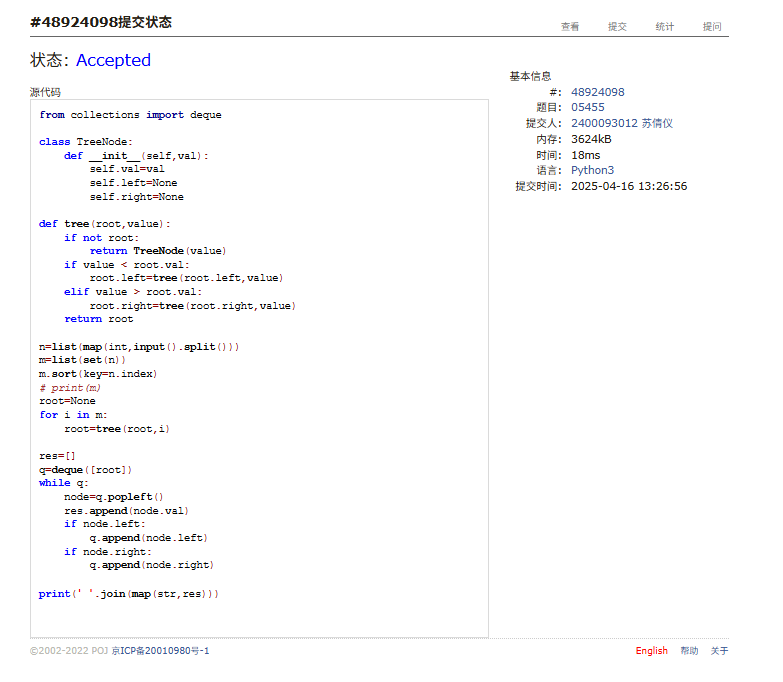 #48924098提交状态
查看 提交 统计 提问
状态: Accepted
源代码
from collections import deque
class TreeNode:
    def __init__(self,val):
        self.val=val
        self.left=None
        self.right=None
def tree(root,value):
    if not root:
        return TreeNode(value)
    if value < root.val:
        root.left=tree(root.left,value)
    elif value > root.val:
        root.right=tree(root.right,value)
    return root
n=list(map(int,input().split()))
m=list(set(n))
m.sort(key=n.index)
# print(m)
root=None
for i in m:
    root=tree(root,i)
res=[]
q=deque([root])
while q:
    node=q.popleft()
    res.append(node.val)
    if node.left:
        q.append(node.left)
    if node.right:
        q.append(node.right)
print(' '.join(map(str,res)))
基本信息
#: 48924098
题目: 05455
提交人: 2400093012 苏倩仪
内存: 3624kB
时间: 18ms
语言: Python3
提交时间: 2025-04-16 13:26:56
©2002-2022 POJ 京ICP备20010980号-1
English 帮助 关于